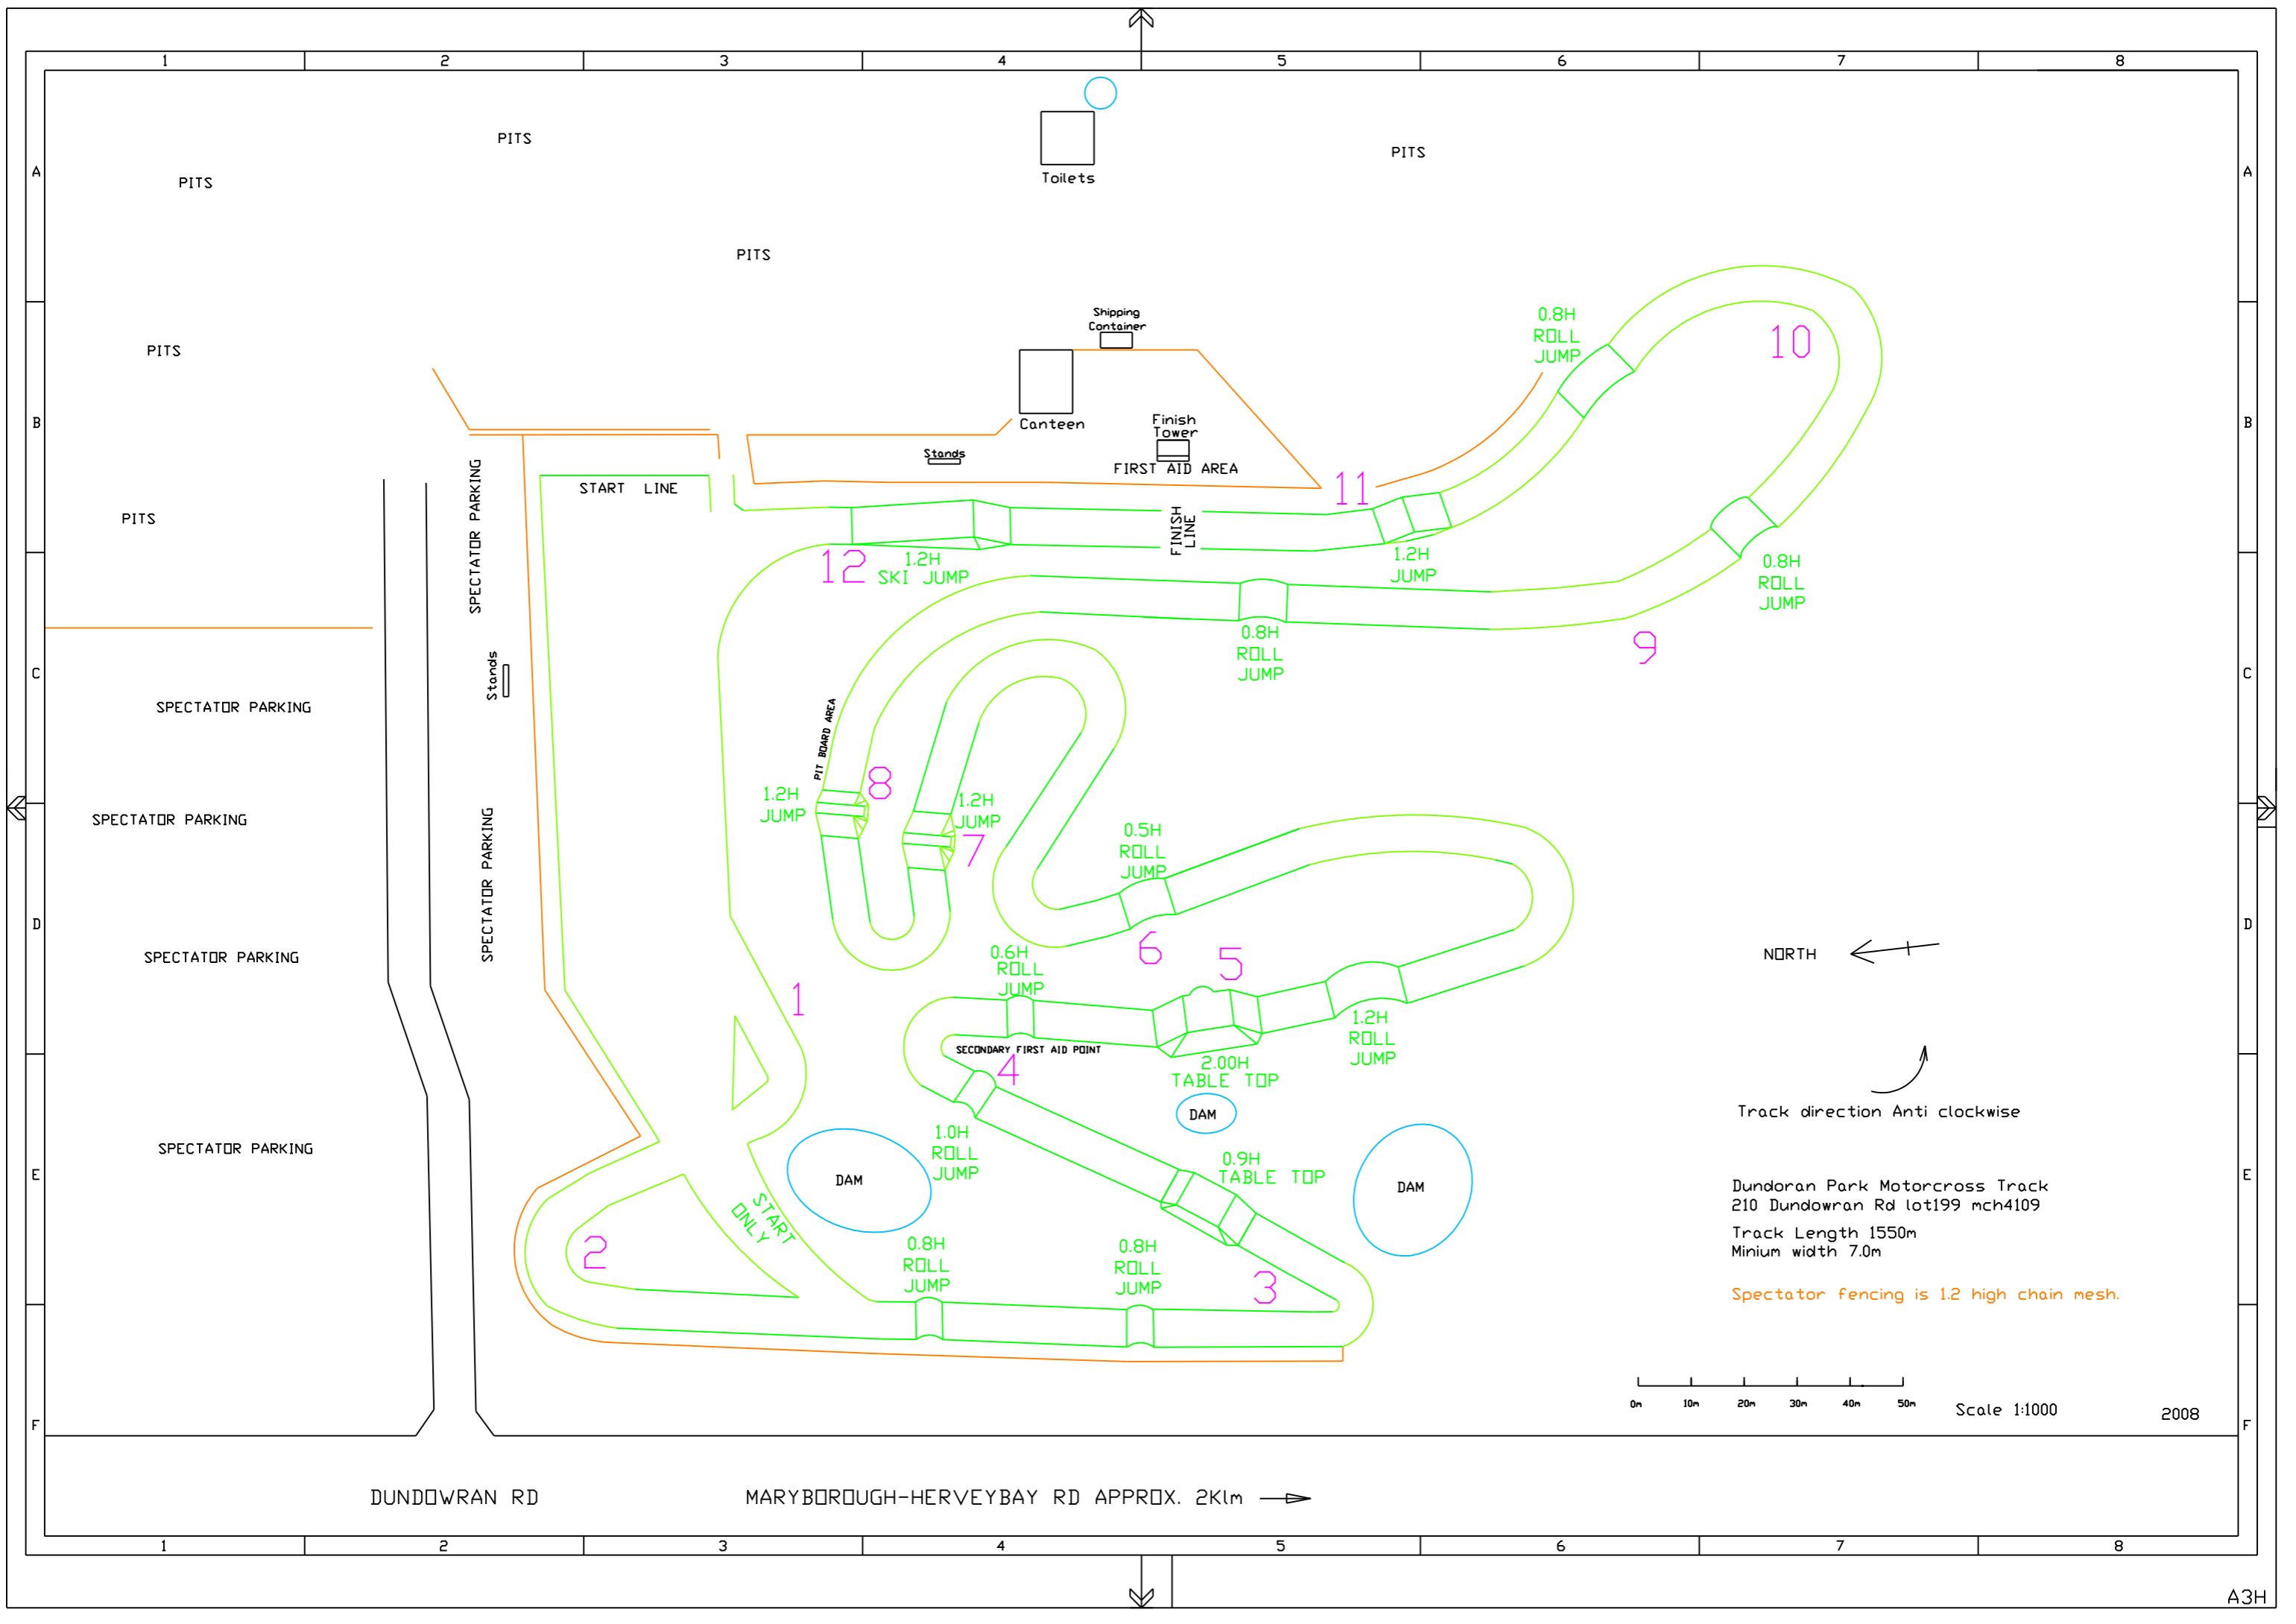 1 2 3 4 5 6 7 8
A A
PITS
PITS
PITS
Toilets
PITS
PITS
PITS
B B
Shipping
Container
Canteen
Finish
Tower
Stands
FIRST AID AREA
START LINE
FINISH
LINE
0.8H
ROLL
JUMP
10
11
1.2H
JUMP
0.8H
ROLL
JUMP
12
1.2H
SKI JUMP
SPECTATOR PARKING
Stands
C C
0.8H
ROLL
JUMP
9
SPECTATOR PARKING
PIT BOARD AREA
8
1.2H
JUMP
1.2H
JUMP
7
SPECTATOR PARKING
SPECTATOR PARKING
0.5H
ROLL
JUMP
D D
6
5
SPECTATOR PARKING
0.6H
ROLL
JUMP
NORTH
1
SECONDARY FIRST AID POINT
4
2.00H
TABLE TOP
1.2H
ROLL
JUMP
DAM
Track direction Anti clockwise
SPECTATOR PARKING
1.0H
ROLL
JUMP
E E
DAM
0.9H
TABLE TOP
DAM
START
ONLY
2
0.8H
ROLL
JUMP
0.8H
ROLL
JUMP
3
Dundoran Park Motorcross Track
210 Dundowran Rd lot199 mch4109
Track Length 1550m
Minium width 7.0m
Spectator fencing is 1.2 high chain mesh.
0m 10m 20m 30m 40m 50m
Scale 1:1000
2008
F F
DUNDOWRAN RD
MARYBOROUGH-HERVEYBAY RD APPROX. 2Klm
1 2 3 4 5 6 7 8
A3H